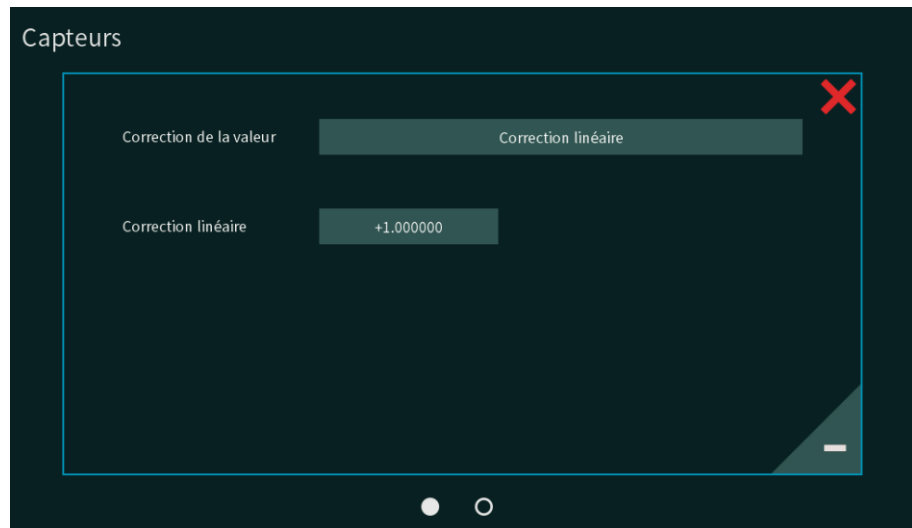 Capteurs
Correction de la valeur
Correction linéaire
Correction linéaire
+1.000000